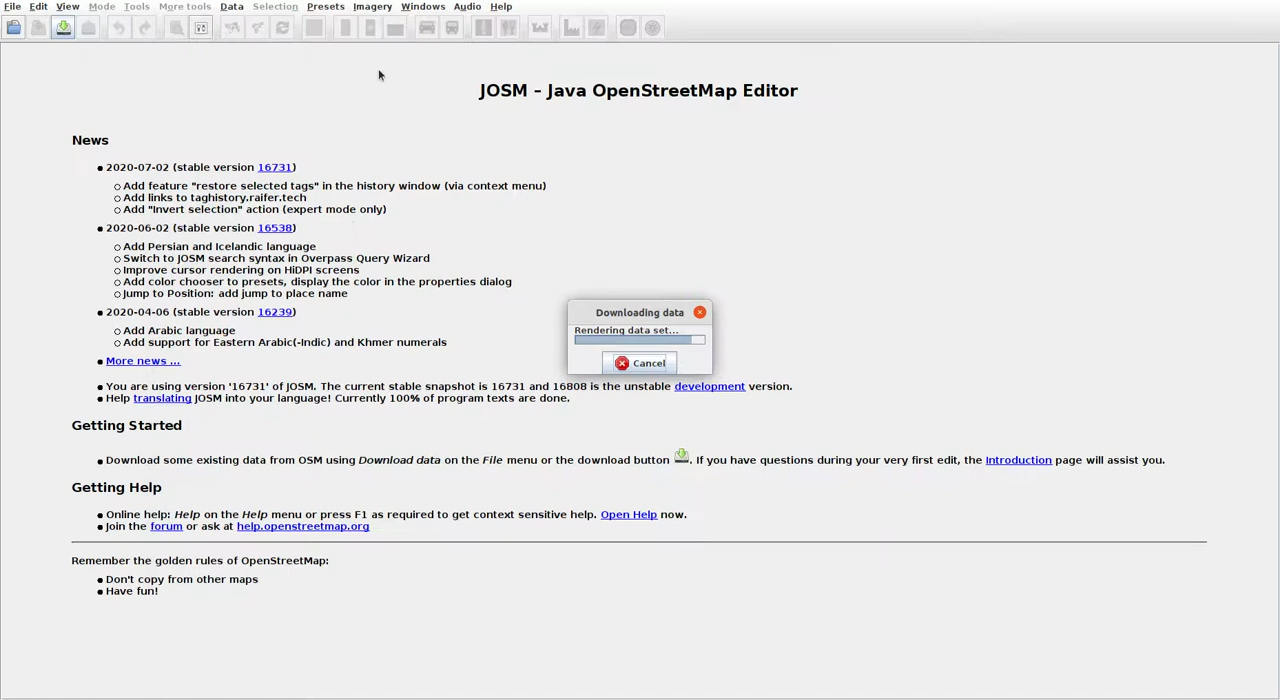 File Edit View Mode Tools More tools Data Selection Presets Imagery Windows Audio Help
JOSM – Java OpenStreetMap Editor
News
2020-07-02 (stable version 16731)
Add feature "restore selected tags" in the history window (via context menu)
Add links to taghistory.raifer.tech
Add "Invert selection" action (expert mode only)
2020-06-02 (stable version 16538)
Add Persian and Icelandic language
Switch to JOSM search syntax in Overpass Query Wizard
Improve cursor rendering on HiDPI screens
Add color chooser to presets, display the color in the properties dialog
Jump to Position: add jump to place name
2020-04-06 (stable version 16239)
Add Arabic language
Add support for Eastern Arabic(-Indic) and Khmer numerals
More news ...
Downloading data
Rendering data set...
Cancel
You are using version '16731' of JOSM. The current stable snapshot is 16731 and 16808 is the unstable development version.
Help translating JOSM into your language! Currently 100% of program texts are done.
Getting Started
Download some existing data from OSM using Download data on the File menu or the download button . If you have questions during your very first edit, the Introduction page will assist you.
Getting Help
Online help: Help on the Help menu or press F1 as required to get context sensitive help. Open Help now.
Join the forum or ask at help.openstreetmap.org
Remember the golden rules of OpenStreetMap:
Don't copy from other maps
Have fun!